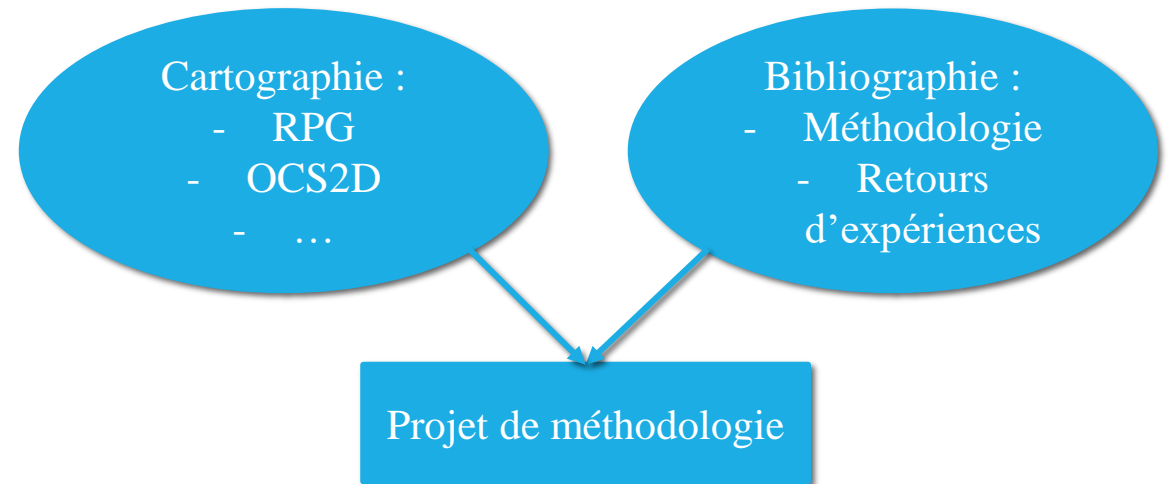 Cartographie :
- RPG
- OCS2D
- …
Bibliographie :
- Méthodologie
- Retours
d’expériences
Projet de méthodologie